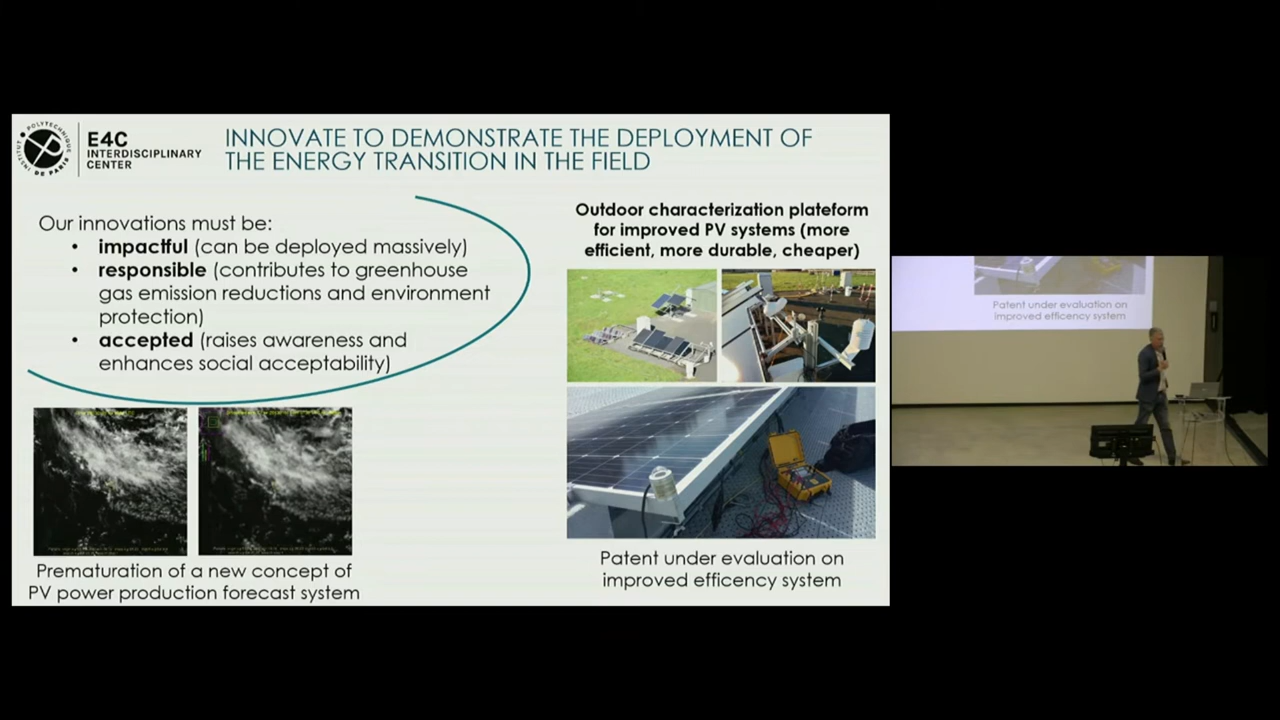 INSTITUT POLYTECHNIQUE DE PARIS
E4C
INTERDISCIPLINARY
CENTER
INNOVATE TO DEMONSTRATE THE DEPLOYMENT OF
THE ENERGY TRANSITION IN THE FIELD
Our innovations must be:
• impactful (can be deployed massively)
• responsible (contributes to greenhouse
gas emission reductions and environment
protection)
• accepted (raises awareness and
enhances social acceptability)
Prematuration of a new concept of
PV power production forecast system
Outdoor characterization plateform
for improved PV systems (more
efficient, more durable, cheaper)
Patent under evaluation on
improved efficency system
Patent under evaluation on
improved efficency system